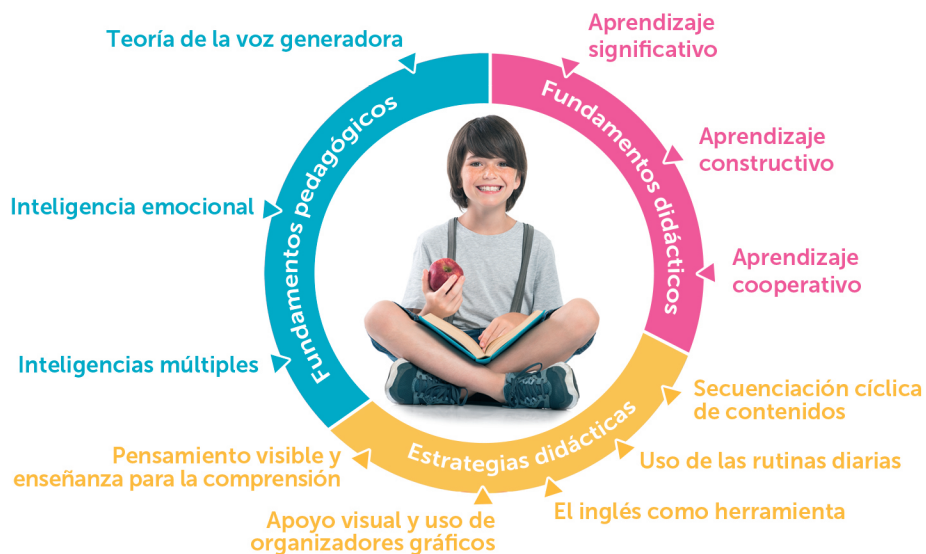 Teoría de la voz generadora
Inteligencia emocional
Inteligencias múltiples
Fundamentos pedagógicos
Aprendizaje
significativo
Aprendizaje
constructivo
Aprendizaje
cooperativo
Fundamentos didácticos
Secuenciación cíclica
de contenidos
Uso de las rutinas diarias
El inglés como herramienta
Apoyo visual y uso de
organizadores gráficos
Pensamiento visible y
enseñanza para la comprensión
Estrategias didácticas